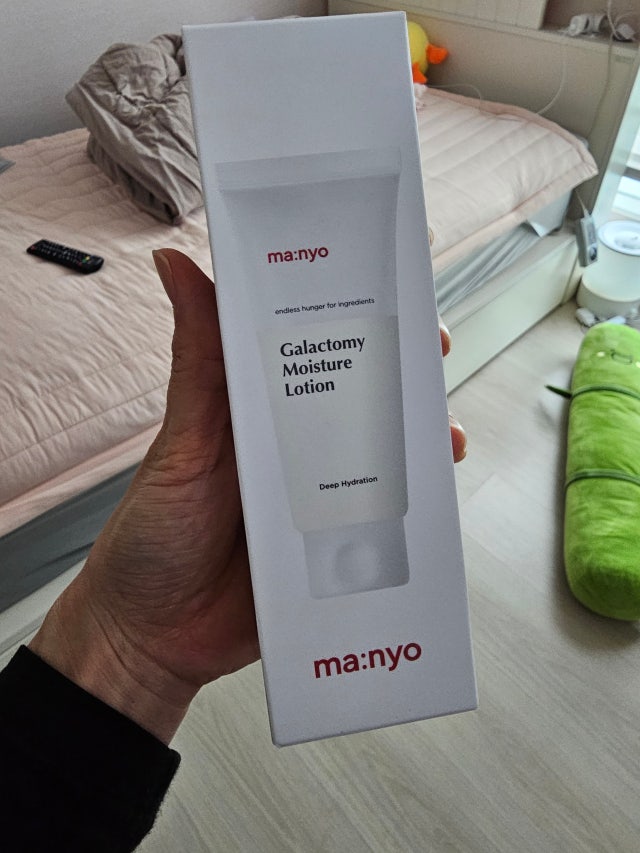 ma:nyo
endless hunger for ingredients
Galactomy
Moisture
Lotion
Deep Hydration
ma:nyo